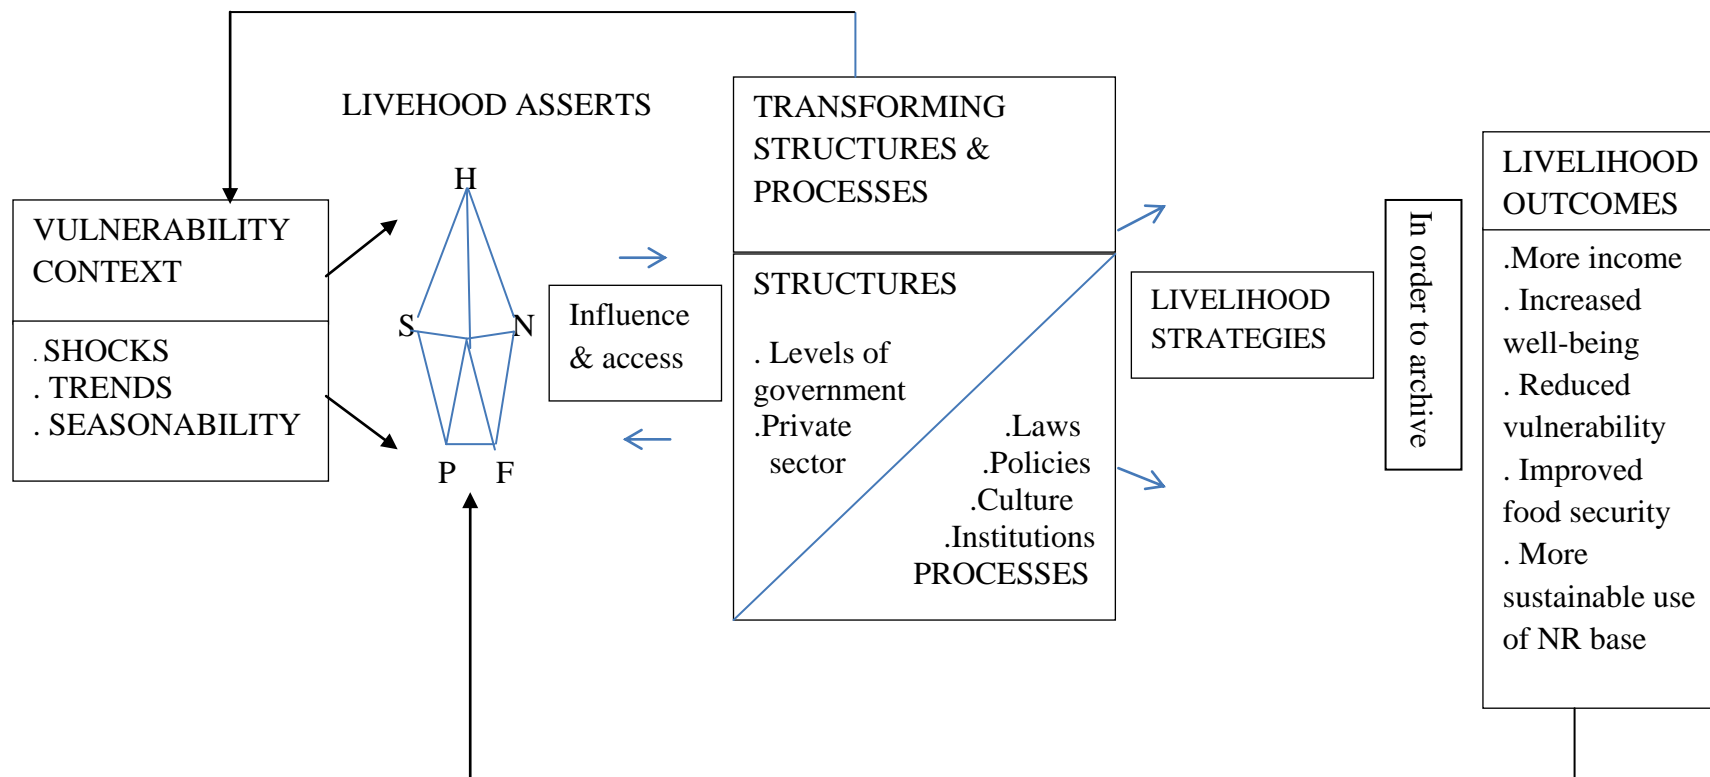 LIVEHOOD ASSERTS
VULNERABILITY
CONTEXT
. SHOCKS
. TRENDS
. SEASONABILITY
H
S
N
P
F
Influence
& access
TRANSFORMING
STRUCTURES &
PROCESSES
STRUCTURES
. Levels of
government
.Private
sector
.Laws
.Policies
.Culture
.Institutions
PROCESSES
LIVELIHOOD
STRATEGIES
In order to archive
LIVELIHOOD
OUTCOMES
.More income
. Increased
well-being
. Reduced
vulnerability
. Improved
food security
. More
sustainable use
of NR base